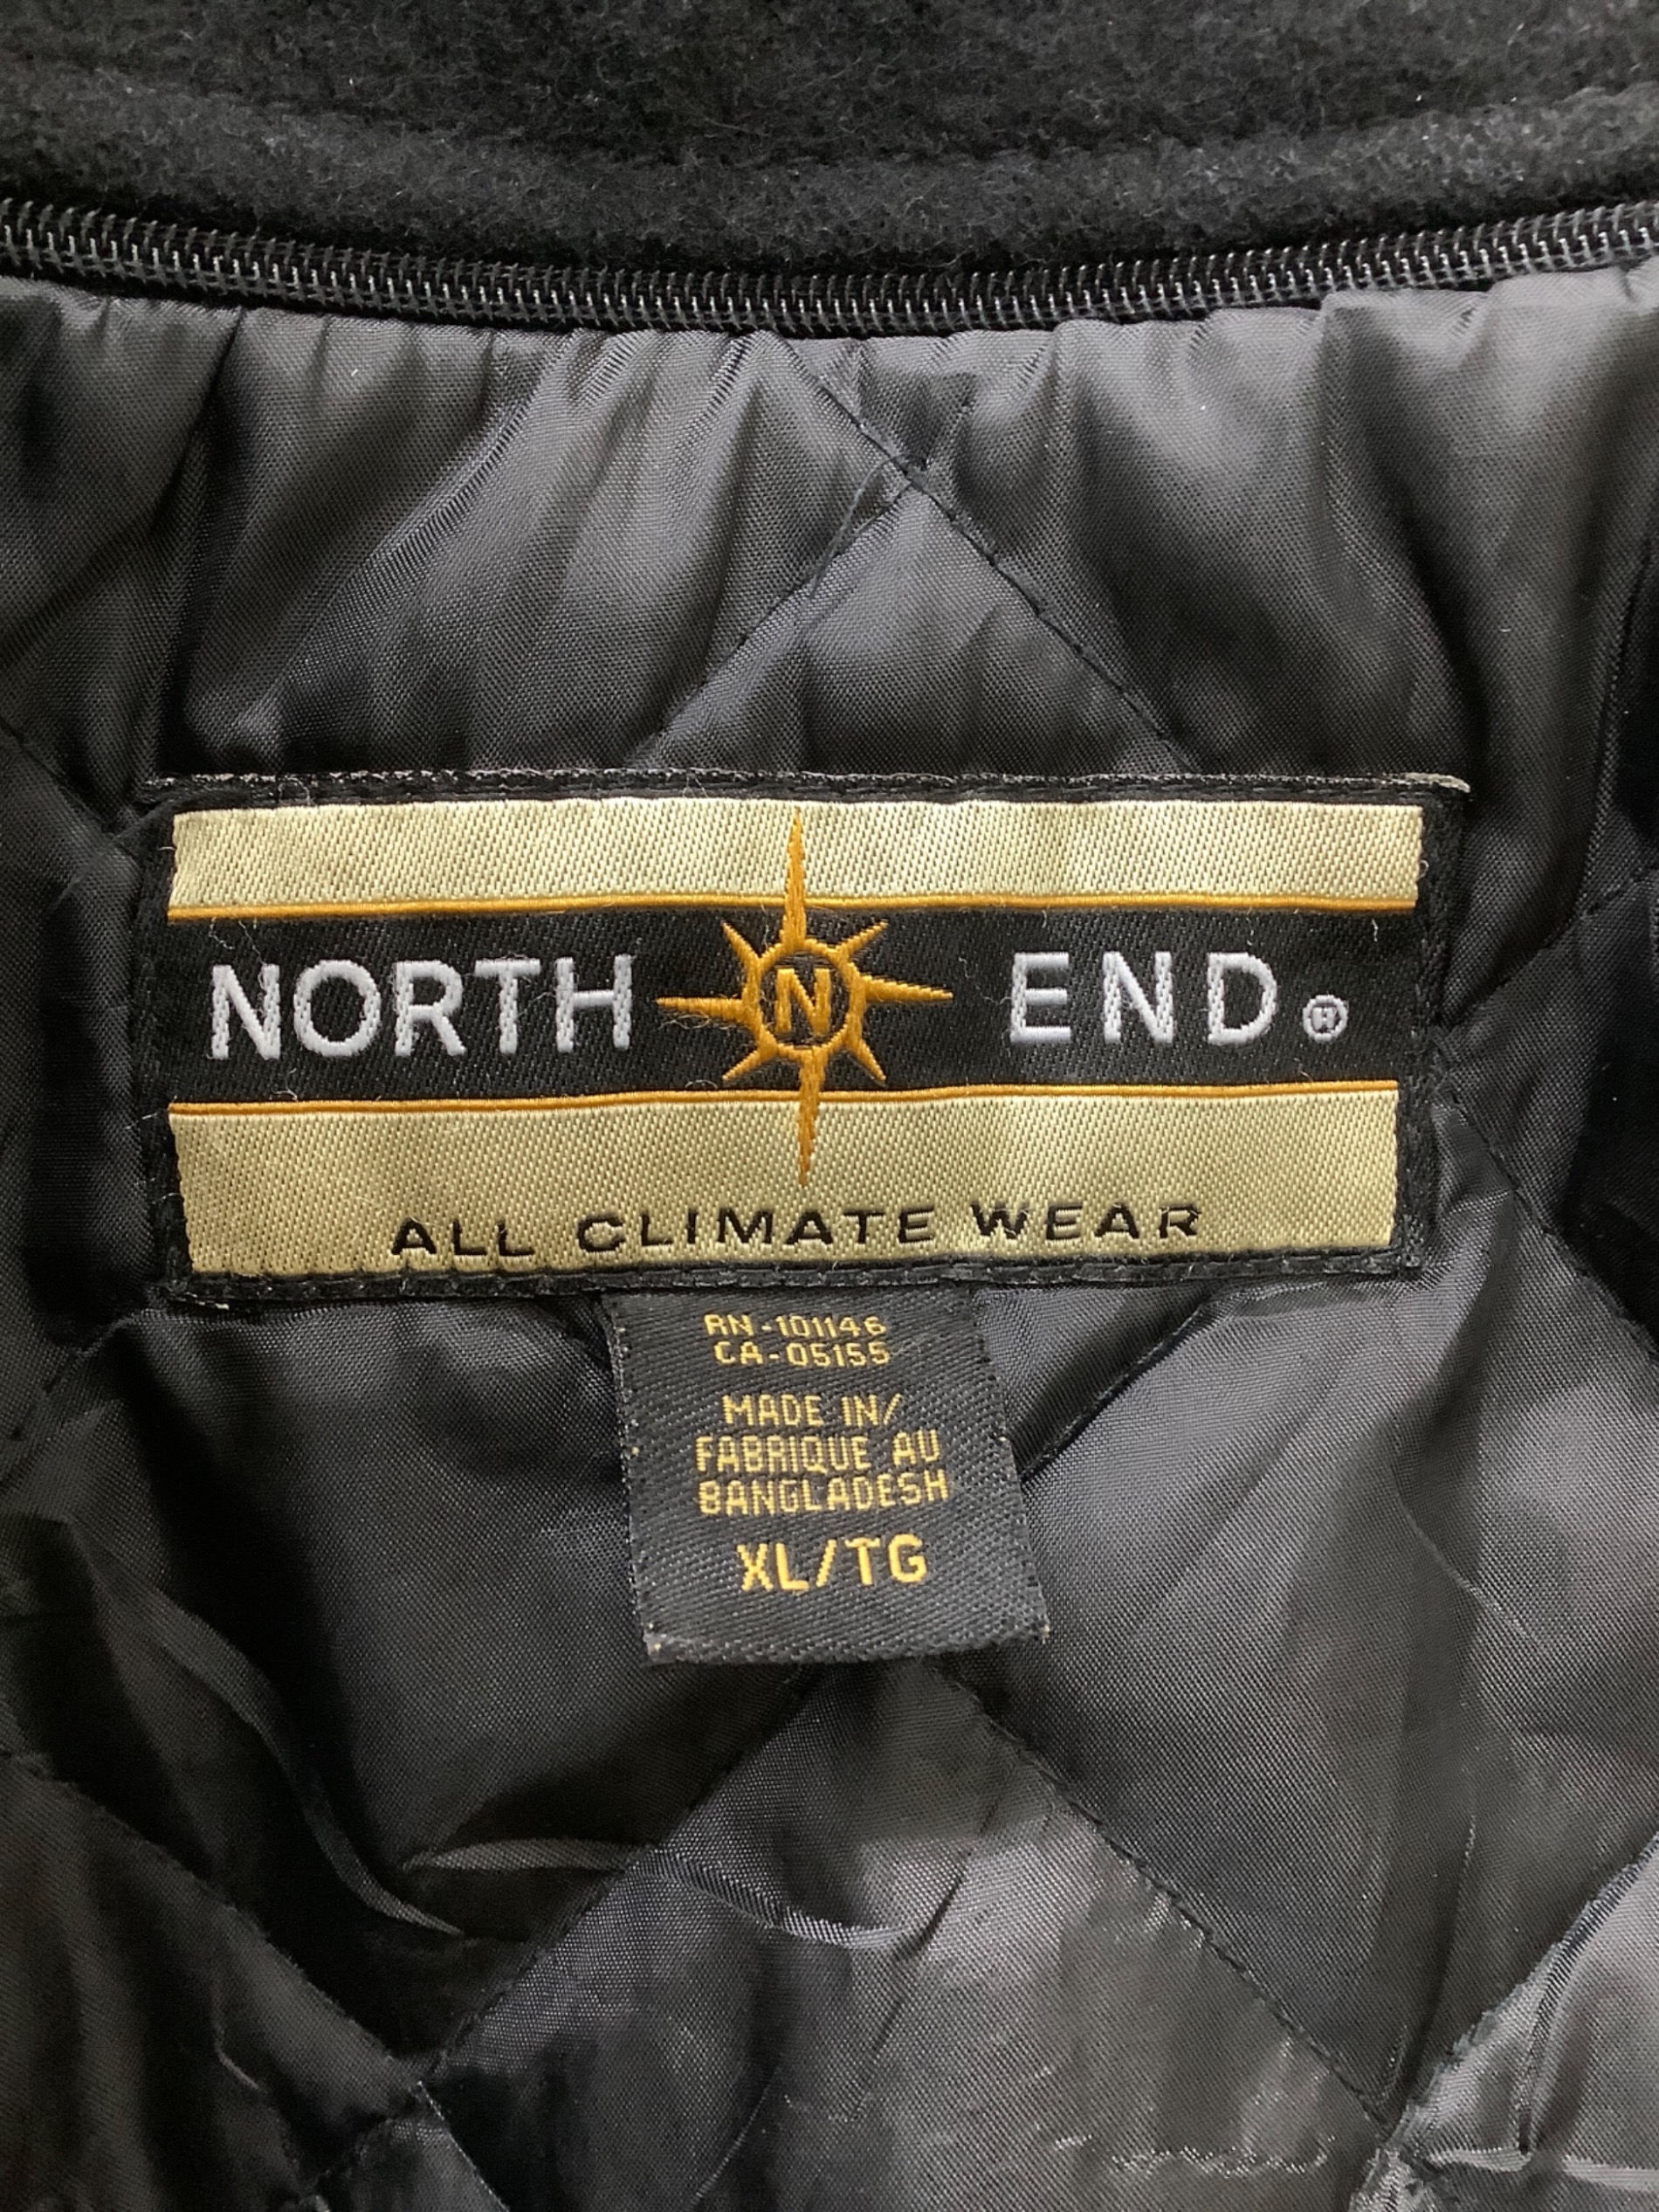 NORTH N END®
ALL CLIMATE WEAR
RN-101146
CA-05155
MADE IN/
FABRIQUE AU
BANGLADESH
XL/TG